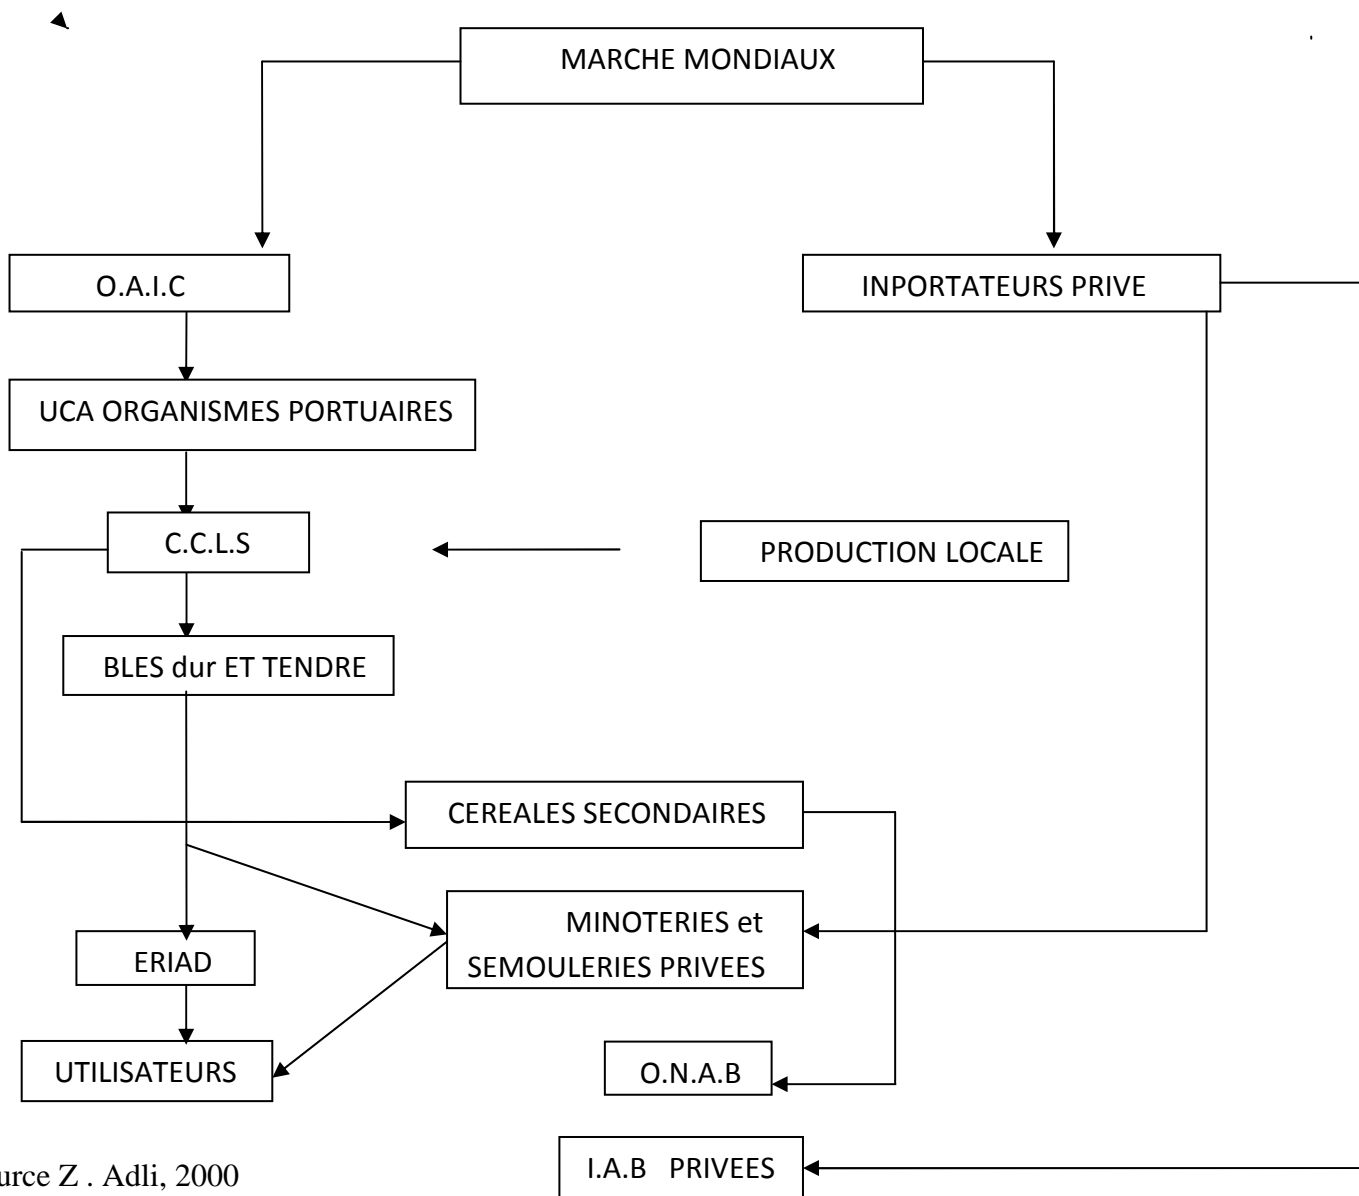 MARCHE MONDIAUX
O.A.I.C
INPORTATEURS PRIVE
UCA ORGANISMES PORTUAIRES
C.C.L.S
PRODUCTION LOCALE
BLES dur ET TENDRE
CEREALES SECONDAIRES
MINOTERIES et
SEMOULERIES PRIVEES
ERIAD
UTILISATEURS
O.N.A.B
I.A.B PRIVEES
urce Z . Adli, 2000